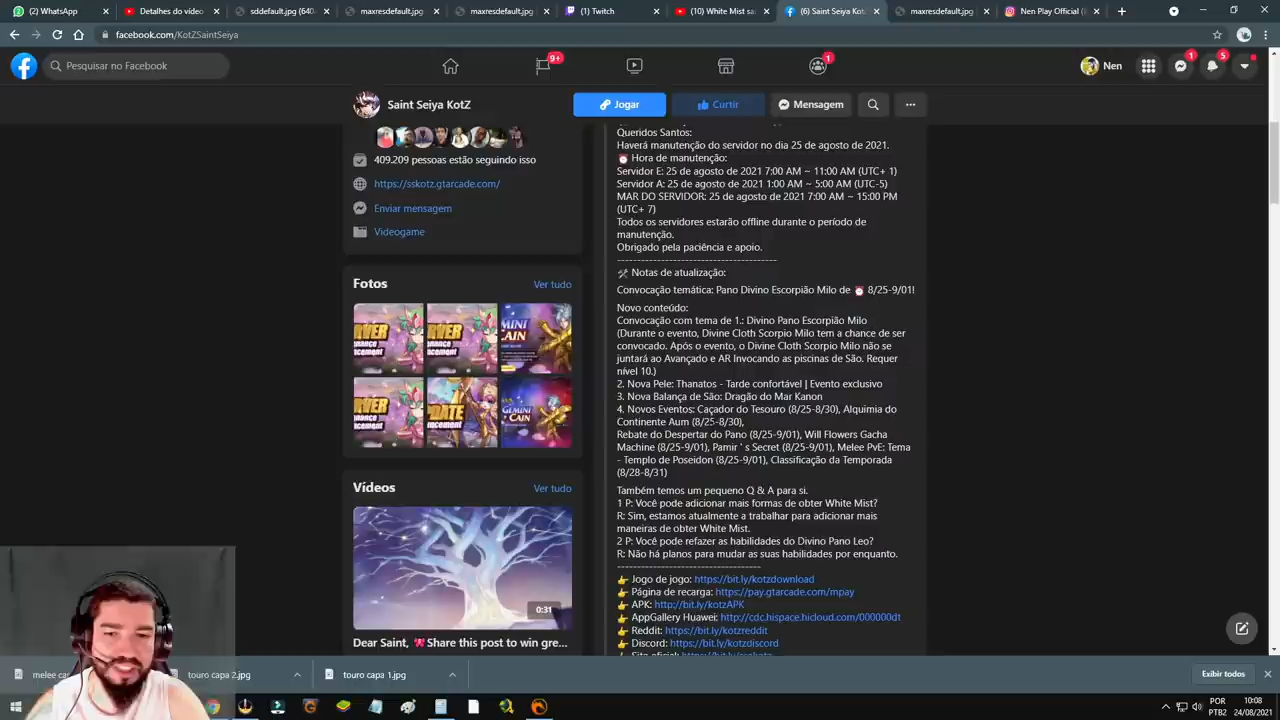 WhatsApp
Detalhes do vídeo
sddefault.jpg (640
maxresdefault.jpg
maxresdefault.jpg
Twitch
(10) White Mist sa
(6) Saint Seiya Kot
maxresdefault.jpg
Nen Play Official (
facebook.com/KotZSaintSeiya
Pesquisar no Facebook
9+
1
Nen
1
5
Saint Seiya KotZ
Jogar
Curtir
Mensagem
409.209 pessoas estão seguindo isso
https://sskotz.gtarcade.com/
Enviar mensagem
Videogame
Fotos
Ver tudo
Vídeos
Ver tudo
0:31
Dear Saint, 🎀Share this post to win gre...
Queridos Santos:
Haverá manutenção do servidor no dia 25 de agosto de 2021.
⏰ Hora de manutenção:
Servidor E: 25 de agosto de 2021 7:00 AM ~ 11:00 AM (UTC+ 1)
Servidor A: 25 de agosto de 2021 1:00 AM ~ 5:00 AM (UTC-5)
MAR DO SERVIDOR: 25 de agosto de 2021 7:00 AM ~ 15:00 PM
(UTC+ 7)
Todos os servidores estarão offline durante o período de
manutenção.
Obrigado pela paciência e apoio.
----------------------------------------
🛠 Notas de atualização:
Convocação temática: Pano Divino Escorpião Milo de ⏰ 8/25-9/01!
Novo conteúdo:
Convocação com tema de 1.: Divino Pano Escorpião Milo
(Durante o evento, Divine Cloth Scorpio Milo tem a chance de ser
convocado. Após o evento, o Divine Cloth Scorpio Milo não se
juntará ao Avançado e AR Invocando as piscinas de São. Requer
nível 10.)
2. Nova Pele: Thanatos - Tarde confortável | Evento exclusivo
3. Nova Balança de São: Dragão do Mar Kanon
4. Novos Eventos: Caçador do Tesouro (8/25-8/30), Alquimia do
Continente Aum (8/25-8/30),
Rebate do Despertar do Pano (8/25-9/01), Will Flowers Gacha
Machine (8/25-9/01), Pamir ' s Secret (8/25-9/01), Melee PvE: Tema
- Templo de Poseidon (8/25-9/01), Classificação da Temporada
(8/28-8/31)
Também temos um pequeno Q & A para si.
1 P: Você pode adicionar mais formas de obter White Mist?
R: Sim, estamos atualmente a trabalhar para adicionar mais
maneiras de obter White Mist.
2 P: Você pode refazer as habilidades do Divino Pano Leo?
R: Não há planos para mudar as suas habilidades por enquanto.
------------------------------------
👉 Jogo de jogo: https://bit.ly/kotzdownload
👉 Página de recarga: https://pay.gtarcade.com/mpay
👉 APK: http://bit.ly/kotzAPK
👉 AppGallery Huawei: http://cdc.hispace.hicloud.com/000000dt
👉 Reddit: https://bit.ly/kotzreddit
👉 Discord: https://bit.ly/kotzdiscord
melee ca
touro capa 2.jpg
touro capa 1.jpg
Exibir todos
POR
PTB2
10:08
24/08/2021